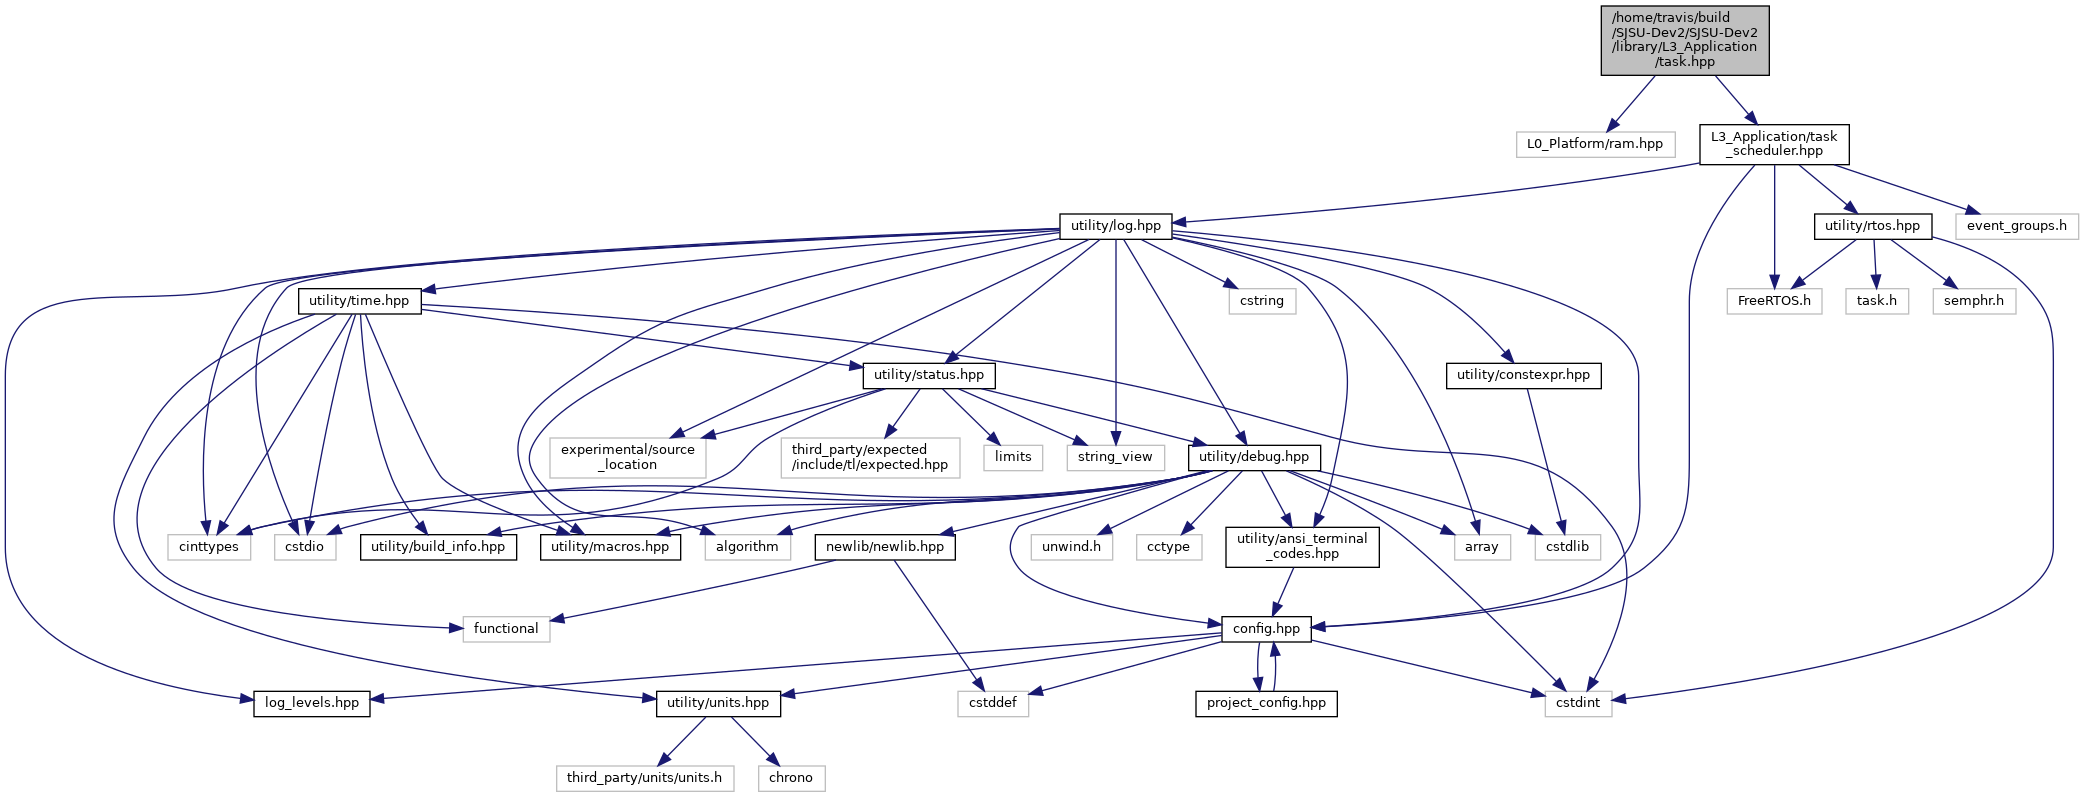 /home/travis/build
/SJSU-Dev2/SJSU-Dev2
/library/L3_Application
/task.hpp
L0_Platform/ram.hpp
L3_Application/task
_scheduler.hpp
utility/log.hpp
utility/rtos.hpp
event_groups.h
utility/time.hpp
cstring
FreeRTOS.h
task.h
semphr.h
utility/status.hpp
utility/constexpr.hpp
experimental/source
_location
third_party/expected
/include/tl/expected.hpp
limits
string_view
utility/debug.hpp
cinttypes
cstdio
utility/build_info.hpp
utility/macros.hpp
algorithm
newlib/newlib.hpp
unwind.h
cctype
utility/ansi_terminal
_codes.hpp
array
cstdlib
functional
config.hpp
log_levels.hpp
utility/units.hpp
cstddef
project_config.hpp
cstdint
third_party/units/units.h
chrono